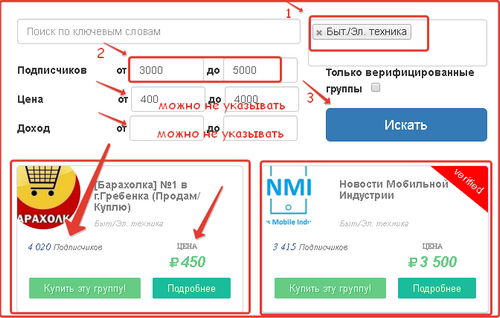 1
Поиск по ключевым словам
× Быт./Эл. техника
2
Подписчиков от 3000 до 5000
Только верифицированные группы
Цена от 400 до 4000
можно не указывать
3
Искать
Доход от до
можно не указывать
АРАХОЛК
[Барахолка] №1 в
г.Гребенка (Продам/
Куплю)
Быт/Эл. техника
4 020 Подписчиков
ЦЕНА
₽ 450
Купить эту группу!
Подробнее
NMI
s Mobile Indu
Новости Мобильной
Индустрии
verified
Быт/Эл. техника
3 415 Подписчиков
ЦЕНА
₽ 3 500
Купить эту группу!
Подробнее